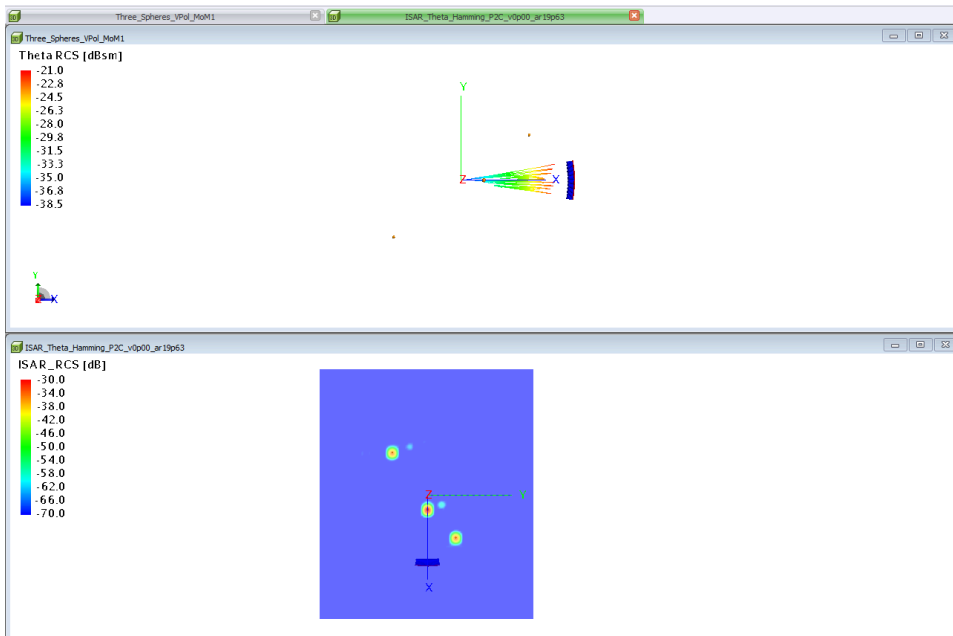 Three_Spheres_VPol_MoM1
ISAR_Theta_Hamming_P2C_v0p00_ar19p63
Three_Spheres_VPol_MoM1
Theta RCS [dBsm]
-21.0
-22.8
-24.5
-26.3
-28.0
-29.8
-31.5
-33.3
-35.0
-36.8
-38.5
Y
Z
X
Y
Z
X
ISAR_Theta_Hamming_P2C_v0p00_ar19p63
ISAR_RCS [dB]
-30.0
-34.0
-38.0
-42.0
-46.0
-50.0
-54.0
-58.0
-62.0
-66.0
-70.0
Z
Y
X